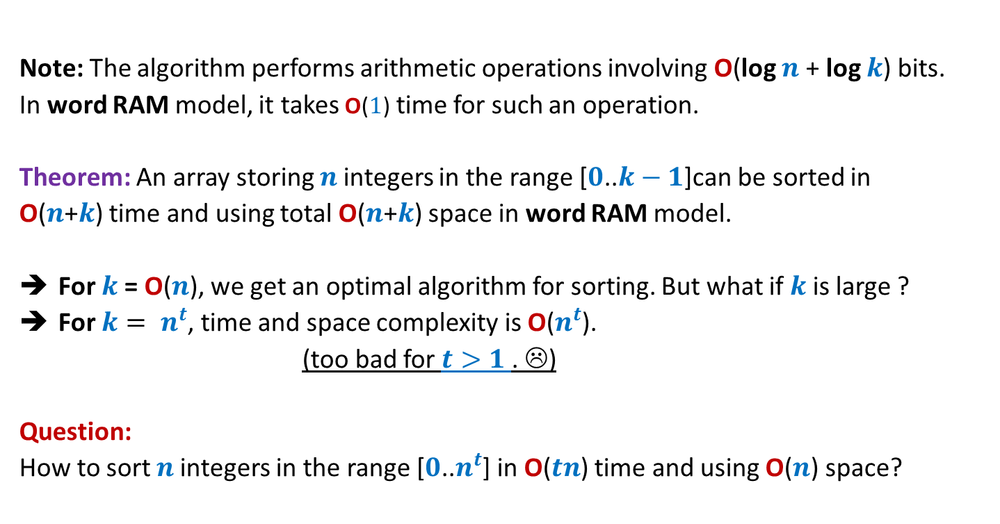 Note: The algorithm performs arithmetic operations involving O(log n + log k) bits.
In word RAM model, it takes O(1) time for such an operation.
Theorem: An array storing n integers in the range [0..k − 1]can be sorted in
O(n+k) time and using total O(n+k) space in word RAM model.
➔ For k = O(n), we get an optimal algorithm for sorting. But what if k is large ?
➔ For k = nᵗ, time and space complexity is O(nᵗ).
(too bad for t > 1 . ☹)
Question:
How to sort n integers in the range [0..nᵗ] in O(tn) time and using O(n) space?